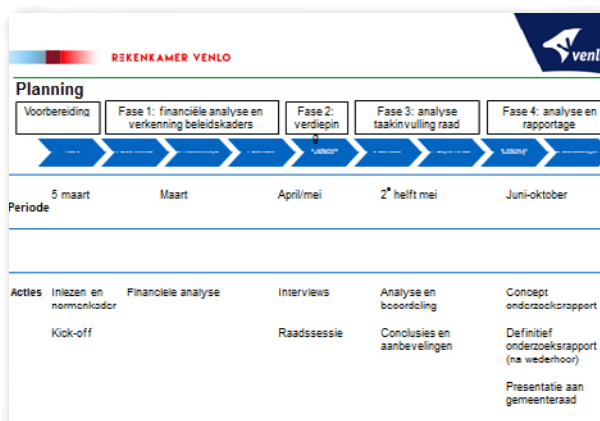 REKENKAMER VENLO
venl
Planning
Voorbereiding
Fase 1: financiële analyse en
verkenning beleidskaders
Fase 2:
verdiepin
g
Fase 3: analyse
taakinvulling raad
Fase 4: analyse en
rapportage
Periode
5 maart
Maart
April/mei
2e helft mei
Juni-oktober
Acties
Inlezen en
normenkader
Kick-off
Financiele analyse
Interviews
Raadssessie
Analyse en
beoordeling
Conclusies en
aanbevelingen
Concept
onderzoeksrapport
Definitief
onderzoeksrapport
(na wederhoor)
Presentatie aan
gemeenteraad